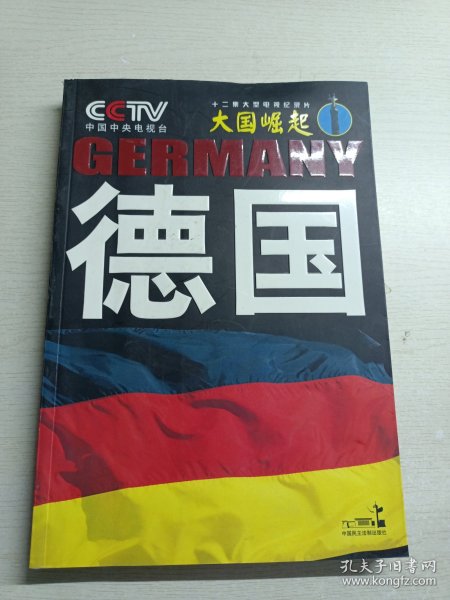 CCTV
中国中央电视台
十二集大型电视纪录片
大国崛起
GERMANY
德国
中国民主法制出版社
孔夫子旧书网
www.kongfz.com